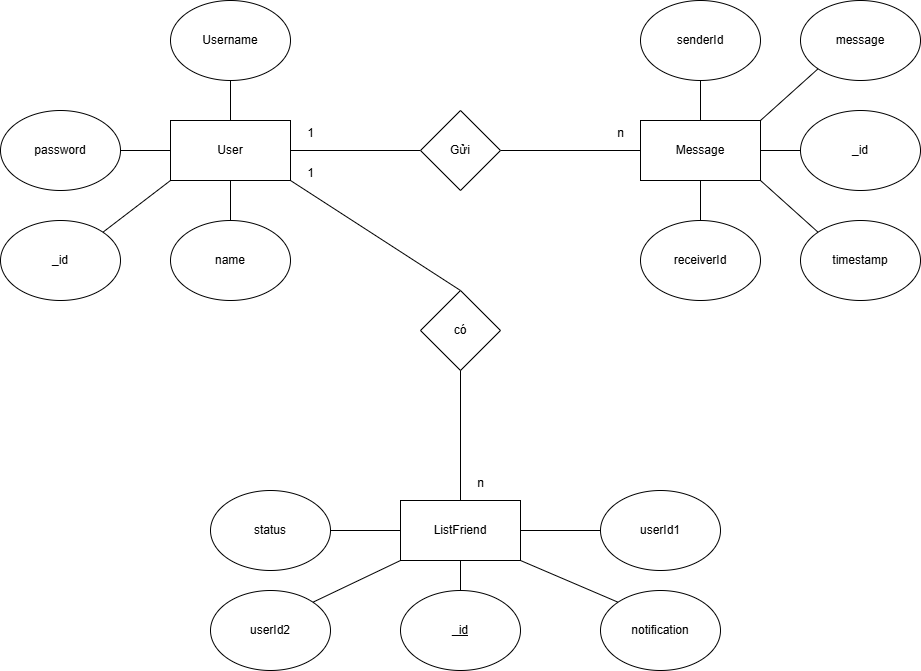 Username
senderId
message
password
User
1
Gửi
n
Message
_id
1
_id
name
receiverId
timestamp
có
n
status
ListFriend
userId1
userId2
_id
notification